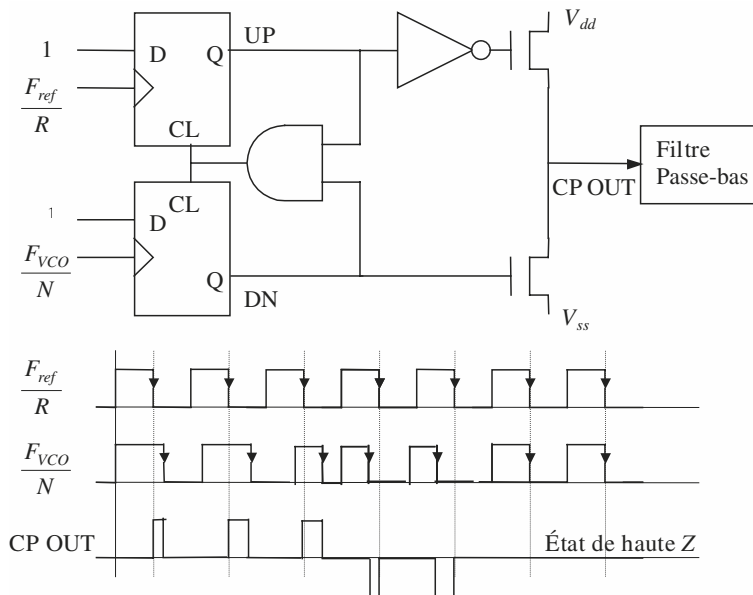 UP
V_dd
1
D
Q
F_ref
R
CL
Filtre
Passe-bas
CP OUT
CL
1
D
F_VCO
N
Q
DN
V_ss
F_ref
R
F_VCO
N
CP OUT
État de haute Z